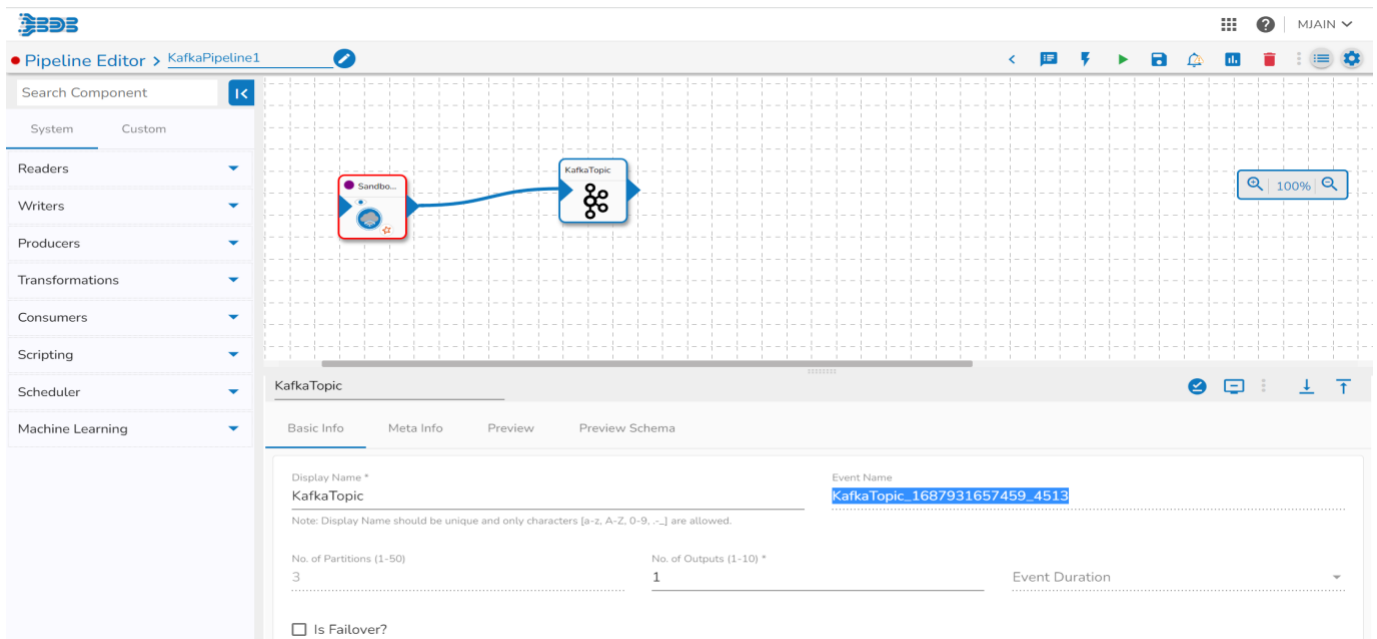 BDB
MJAIN
Pipeline Editor > KafkaPipeline1
Search Component
System Custom
Readers
Writers
Producers
Transformations
Consumers
Scripting
Scheduler
Machine Learning
Sandbo...
KafkaTopic
100%
KafkaTopic
Basic Info Meta Info Preview Preview Schema
Display Name *
KafkaTopic
Note: Display Name should be unique and only characters [a-z, A-Z, 0-9, .-_] are allowed.
Event Name
KafkaTopic_1687931657459_4513
No. of Partitions (1-50)
3
No. of Outputs (1-10) *
1
Event Duration
Is Failover?